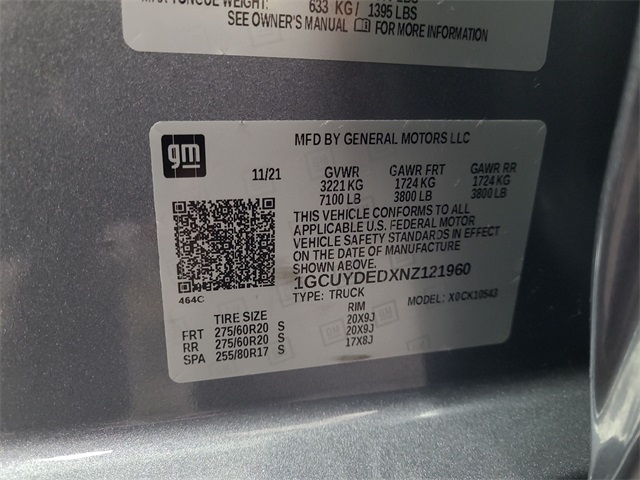 633 KG / 1395 LBS
SEE OWNER'S MANUAL FOR MORE INFORMATION
gm
MFD BY GENERAL MOTORS LLC
11/21 GVWR GAWR FRT GAWR RR
3221 KG 1724 KG 1724 KG
7100 LB 3800 LB 3800 LB
THIS VEHICLE CONFORMS TO ALL
APPLICABLE U.S. FEDERAL MOTOR
VEHICLE SAFETY STANDARDS IN EFFECT
ON THE DATE OF MANUFACTURE
SHOWN ABOVE.
464C
1GCUYDEDXNZ121960
TYPE: TRUCK MODEL: X0CK10543
TIRE SIZE RIM
FRT 275/60R20 S 20X9J
RR 275/60R20 S 20X9J
SPA 255/80R17 S 17X8J